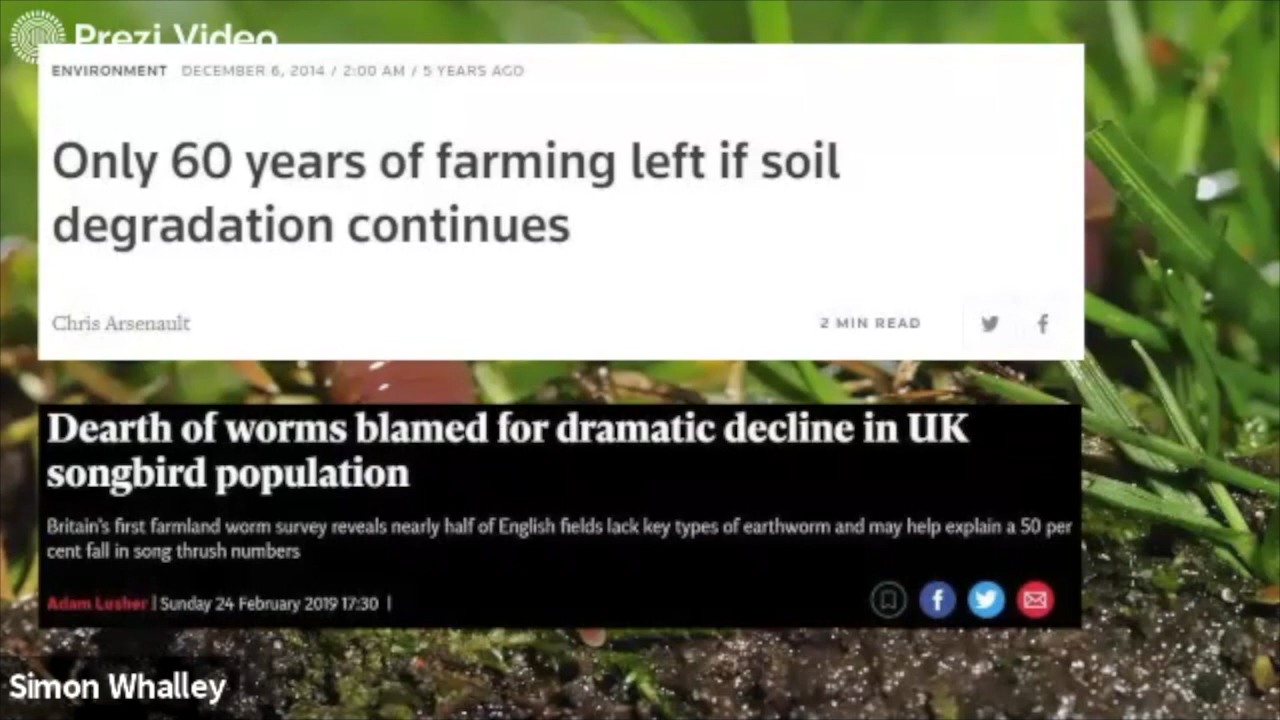 Prezi Video
ENVIRONMENT DECEMBER 6, 2014 / 2:00 AM / 5 YEARS AGO
Only 60 years of farming left if soil
degradation continues
Chris Arsenault
2 MIN READ
Dearth of worms blamed for dramatic decline in UK
songbird population
Britain's first farmland worm survey reveals nearly half of English fields lack key types of earthworm and may help explain a 50 per
cent fall in song thrush numbers
Adam Lusher | Sunday 24 February 2019 17:30 |
Simon Whalley